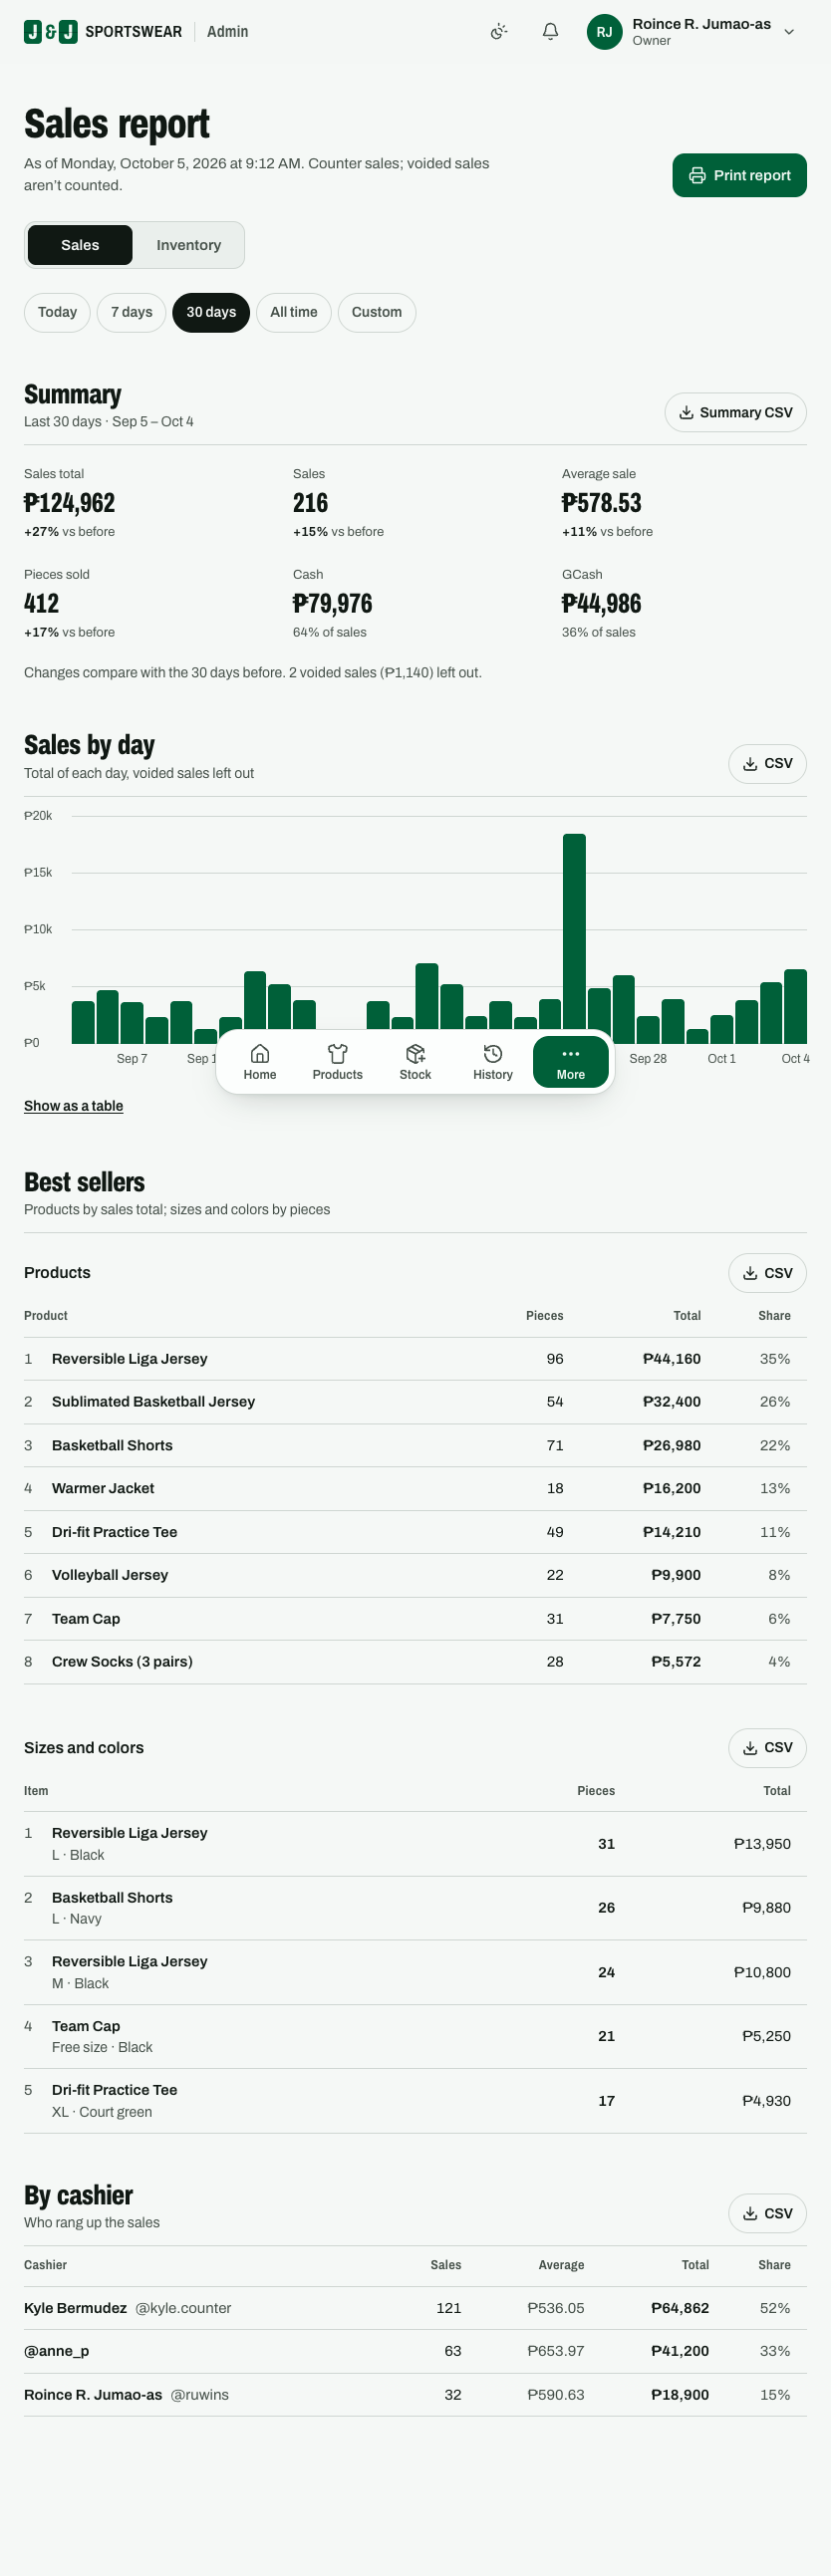 J & J SPORTSWEAR Admin RJ Roince R. Jumao-as
Owner
Sales report
As of Monday, October 5, 2026 at 9:12 AM. Counter sales; voided sales
aren't counted.
Print report
Sales Inventory
Today 7 days 30 days All time Custom
Summary
Last 30 days · Sep 5 – Oct 4
Summary CSV
Sales total Sales Average sale
₱124,962 216 ₱578.53
+27% vs before +15% vs before +11% vs before
Pieces sold Cash GCash
412 ₱79,976 ₱44,986
+17% vs before 64% of sales 36% of sales
Changes compare with the 30 days before. 2 voided sales (₱1,140) left out.
Sales by day
Total of each day, voided sales left out
CSV
₱20k
₱15k
₱10k
₱5k
₱0
Sep 7 Sep 28 Oct 1 Oct 4
Home Products Stock History More
Show as a table
Best sellers
Products by sales total; sizes and colors by pieces
Products CSV
Product Pieces Total Share
1 Reversible Liga Jersey 96 ₱44,160 35%
2 Sublimated Basketball Jersey 54 ₱32,400 26%
3 Basketball Shorts 71 ₱26,980 22%
4 Warmer Jacket 18 ₱16,200 13%
5 Dri-fit Practice Tee 49 ₱14,210 11%
6 Volleyball Jersey 22 ₱9,900 8%
7 Team Cap 31 ₱7,750 6%
8 Crew Socks (3 pairs) 28 ₱5,572 4%
Sizes and colors CSV
Item Pieces Total
1 Reversible Liga Jersey 31 ₱13,950
L · Black
2 Basketball Shorts 26 ₱9,880
L · Navy
3 Reversible Liga Jersey 24 ₱10,800
M · Black
4 Team Cap 21 ₱5,250
Free size · Black
5 Dri-fit Practice Tee 17 ₱4,930
XL · Court green
By cashier
Who rang up the sales
CSV
Cashier Sales Average Total Share
Kyle Bermudez @kyle.counter 121 ₱536.05 ₱64,862 52%
@anne_p 63 ₱653.97 ₱41,200 33%
Roince R. Jumao-as @ruwins 32 ₱590.63 ₱18,900 15%